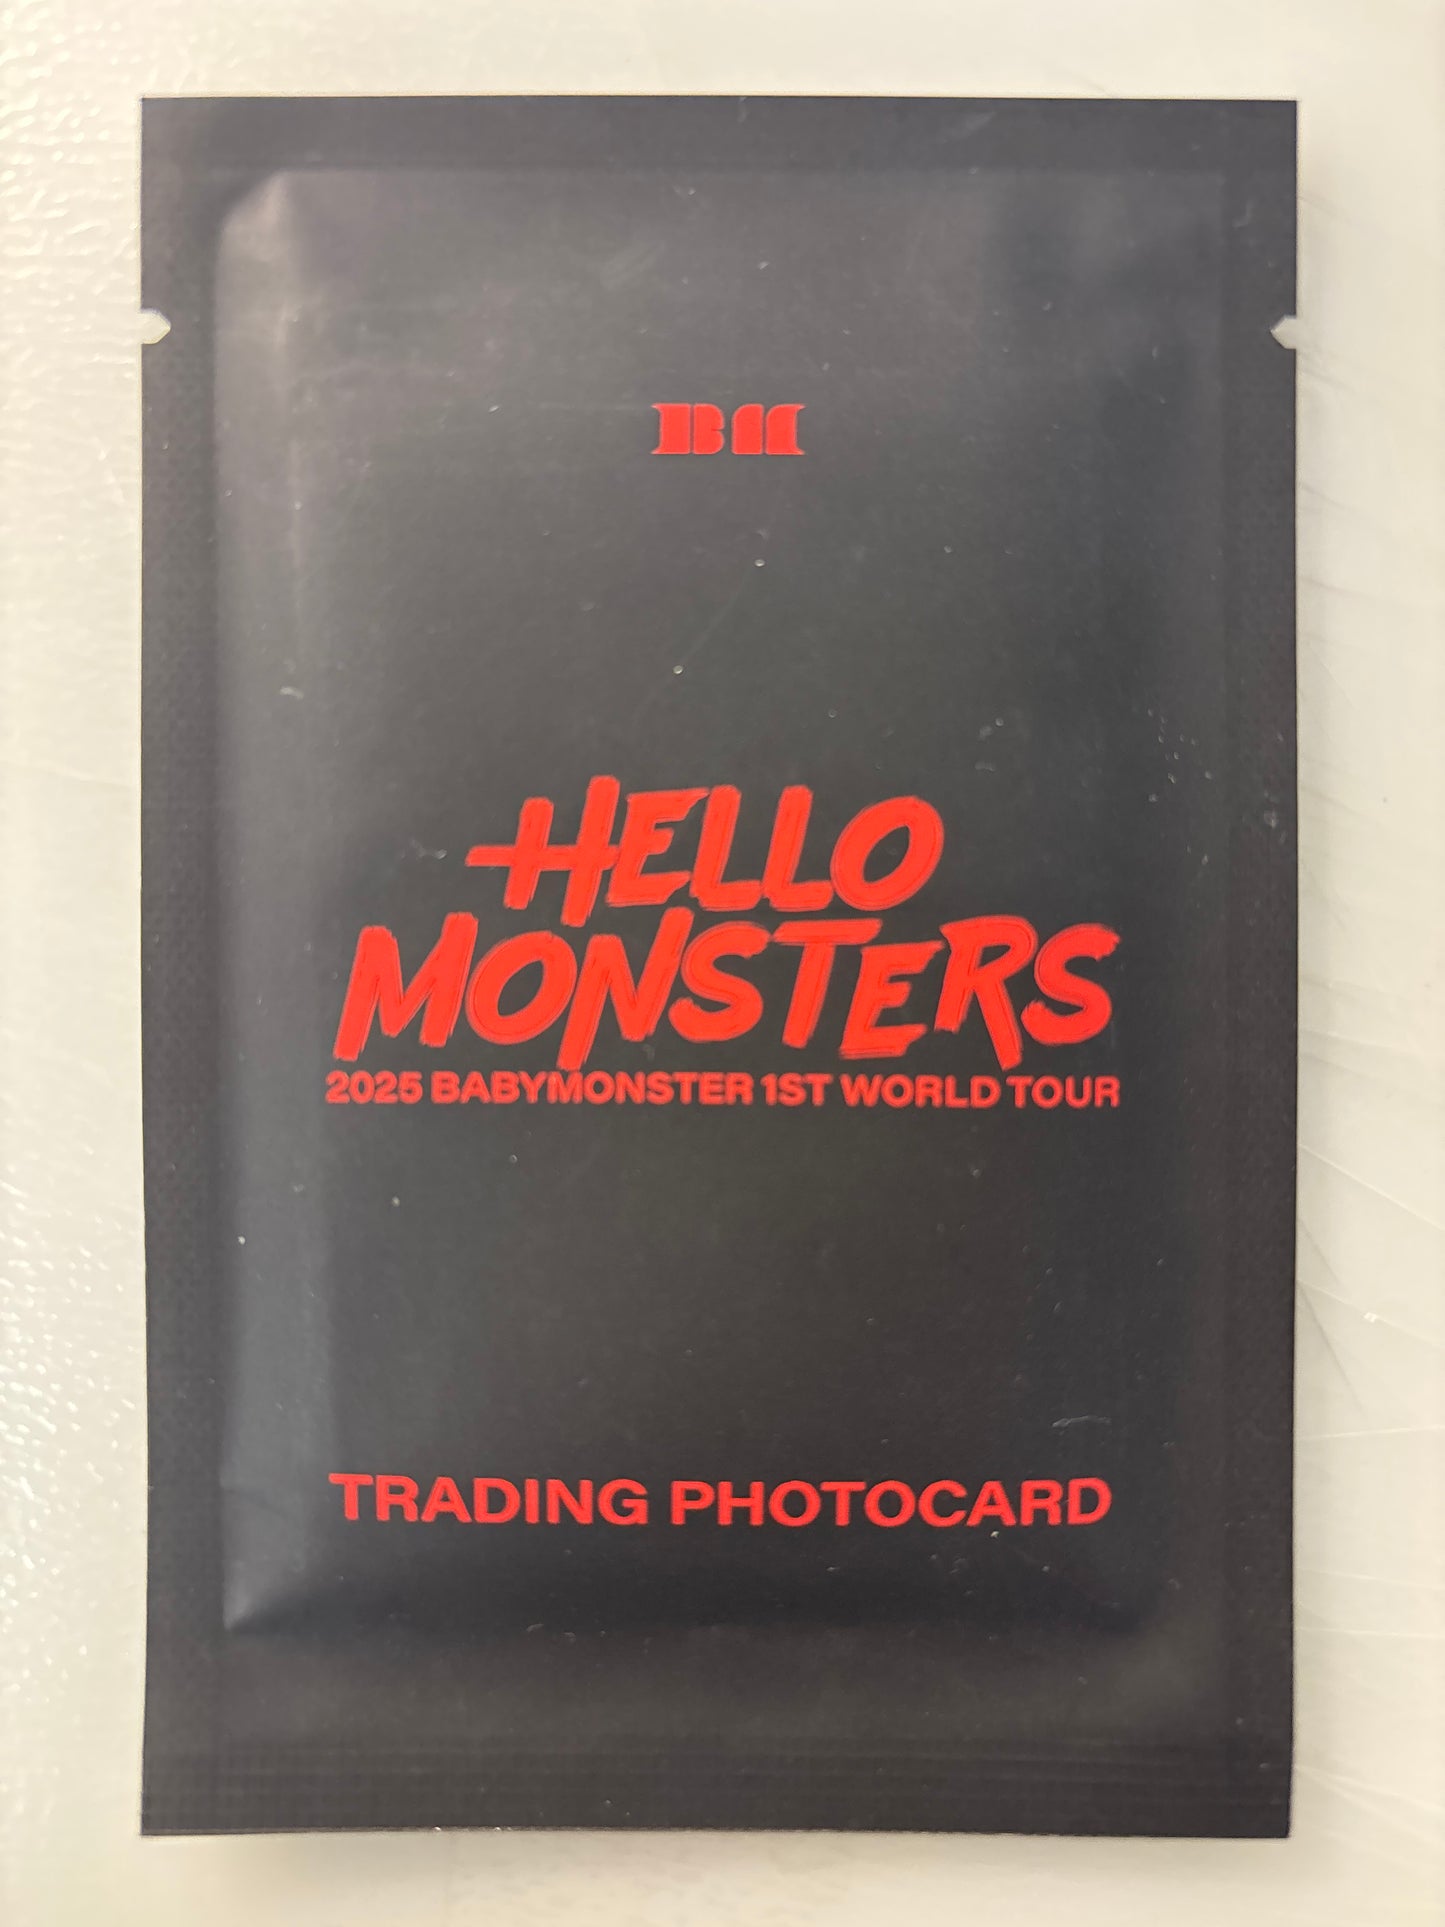 BM
HELLO
MONSTERS
2025 BABYMONSTER 1ST WORLD TOUR
TRADING PHOTOCARD